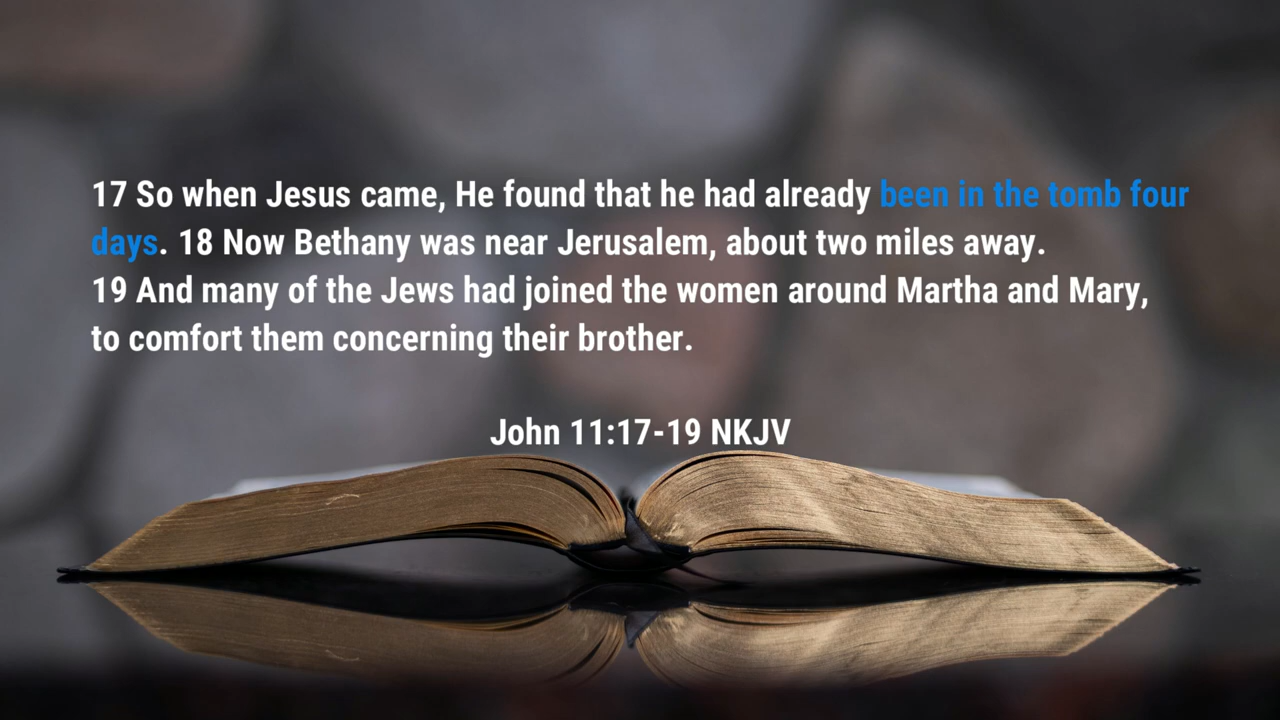 17 So when Jesus came, He found that he had already been in the tomb four
days. 18 Now Bethany was near Jerusalem, about two miles away.
19 And many of the Jews had joined the women around Martha and Mary,
to comfort them concerning their brother.
John 11:17-19 NKJV